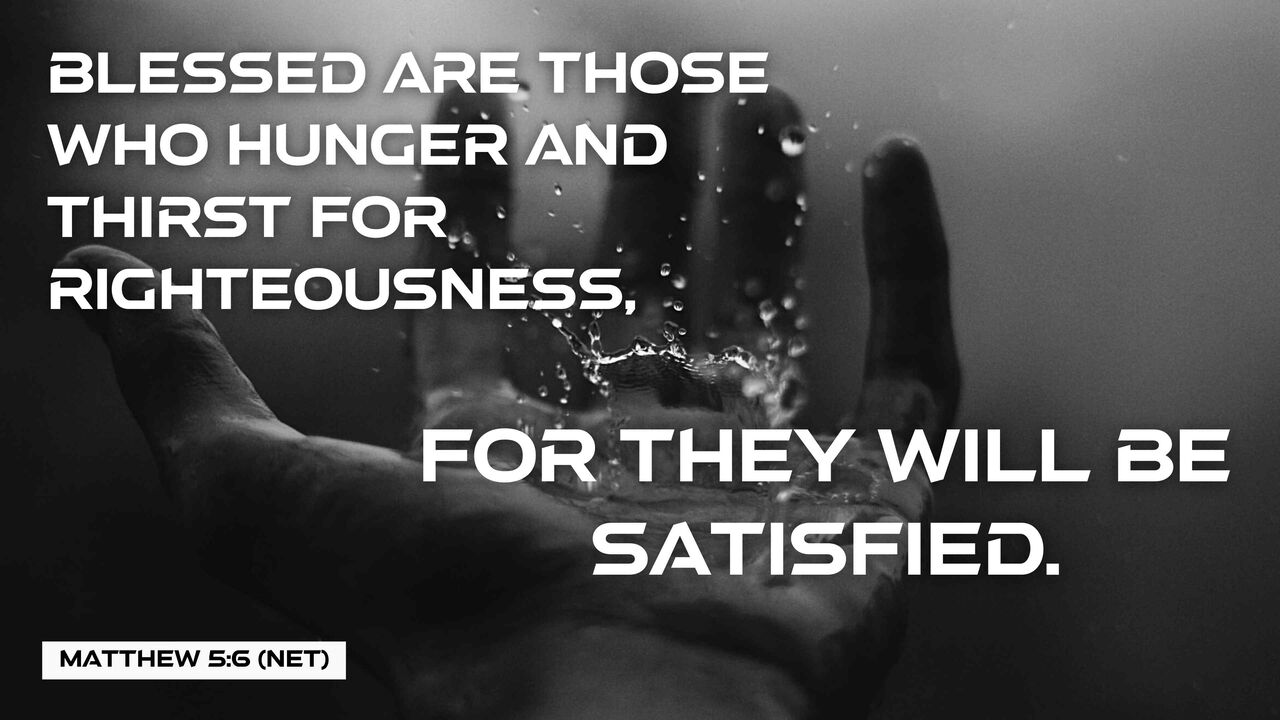 BLESSED ARE THOSE
WHO HUNGER AND
THIRST FOR
RIGHTEOUSNESS,
FOR THEY WILL BE
SATISFIED.
MATTHEW 5:6 (NET)